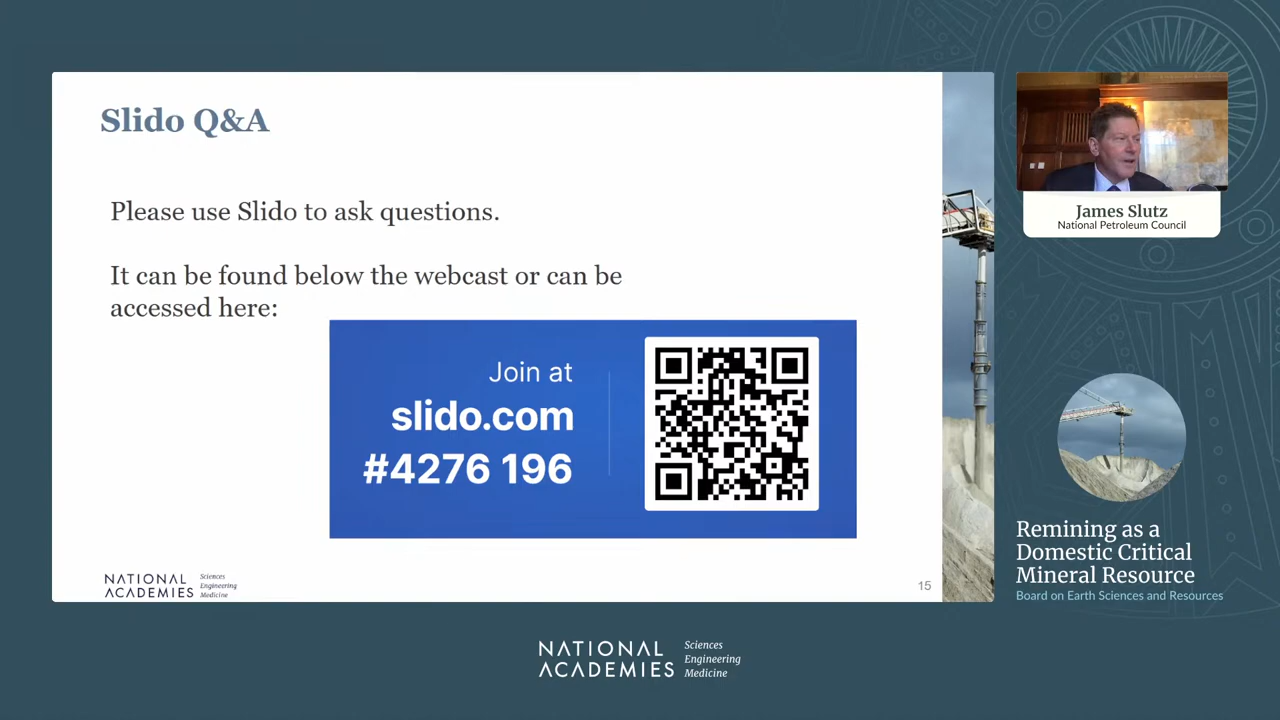 Slido Q&A
Please use Slido to ask questions.
It can be found below the webcast or can be
accessed here:
Join at
slido.com
#4276 196
NATIONAL
ACADEMIES
Sciences
Engineering
Medicine
15
James Slutz
National Petroleum Council
Remining as a
Domestic Critical
Mineral Resource
Board on Earth Sciences and Resources
NATIONAL
ACADEMIES
Sciences
Engineering
Medicine